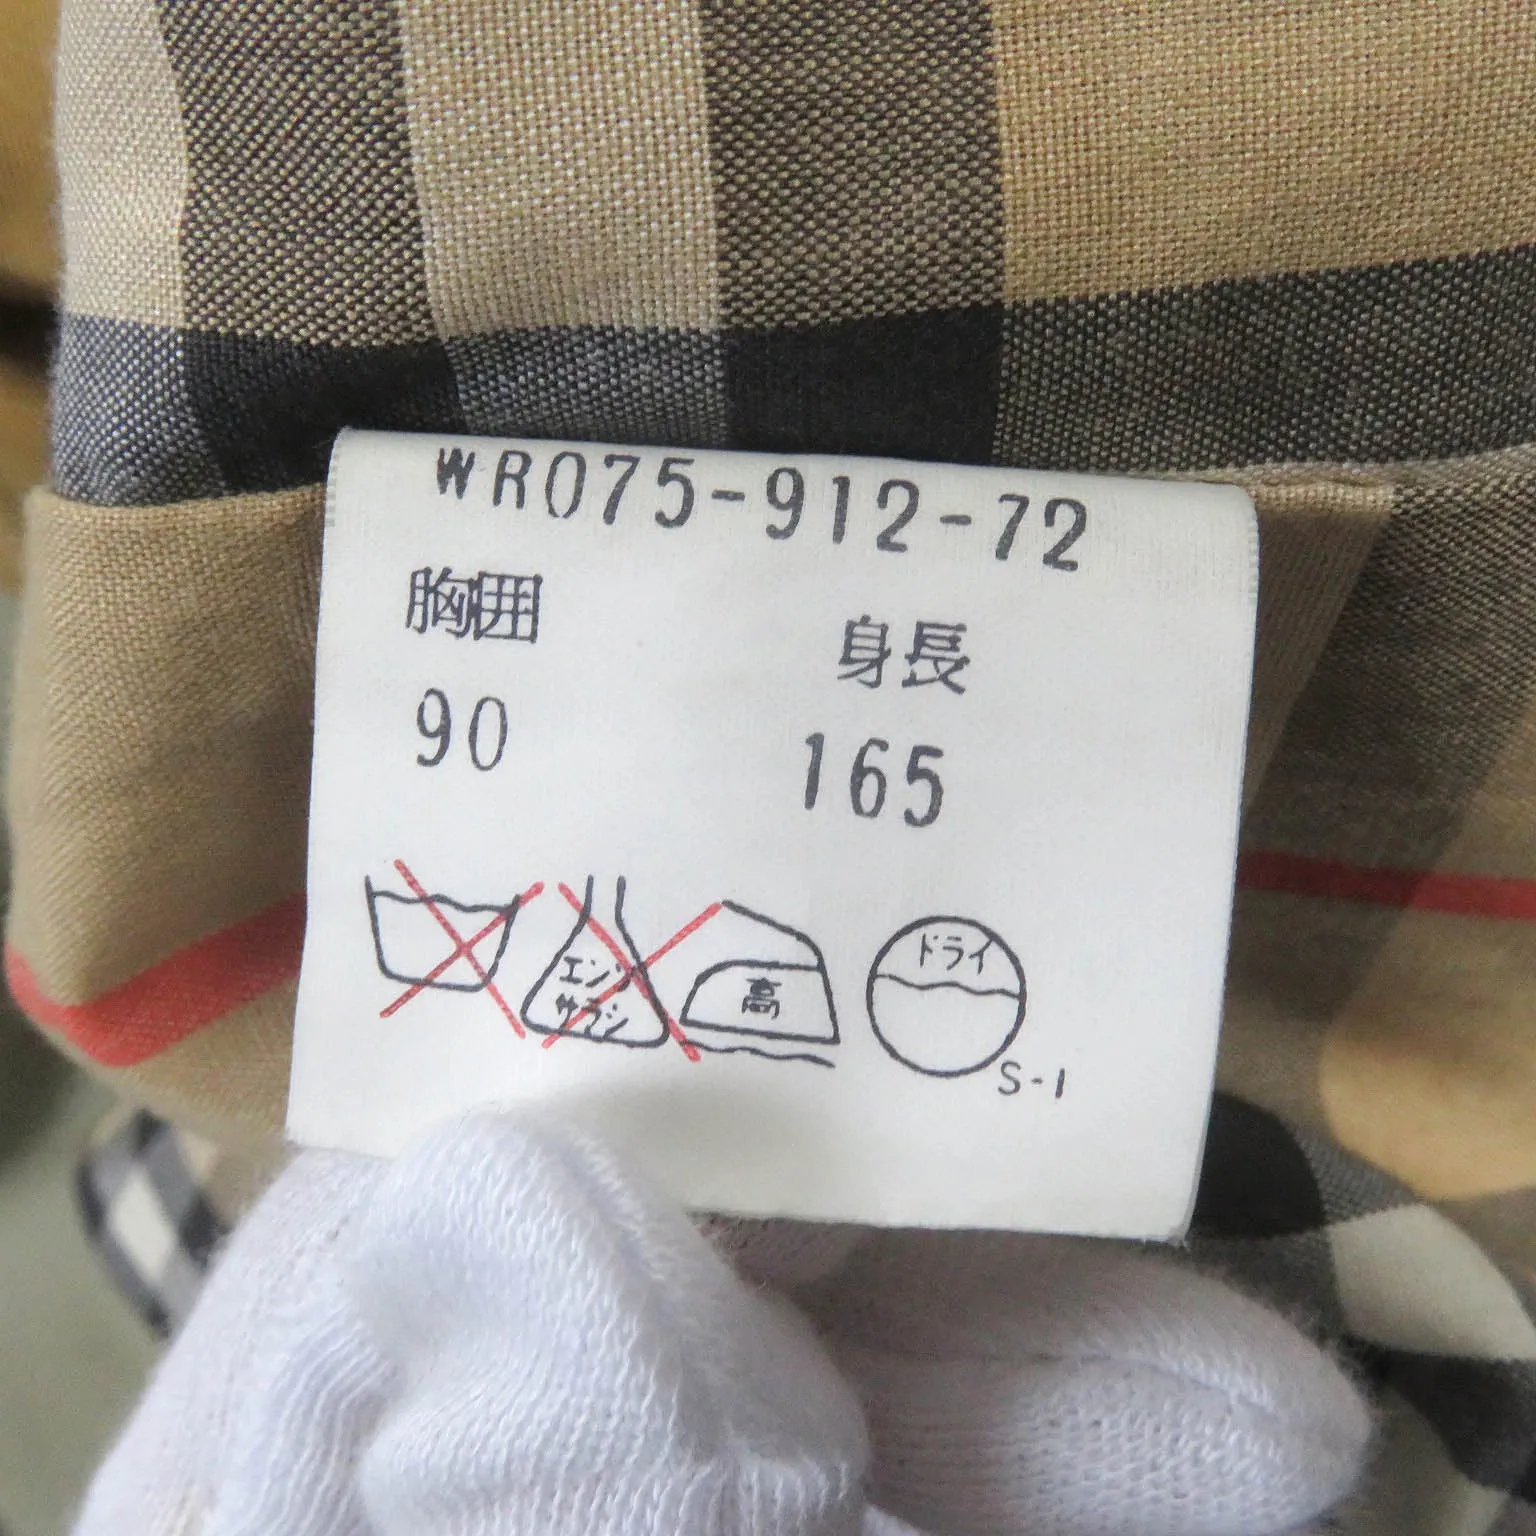 WR075-912-72
胸囲 身長
90 165
エンソ
サラシ
高
ドライ
S-1